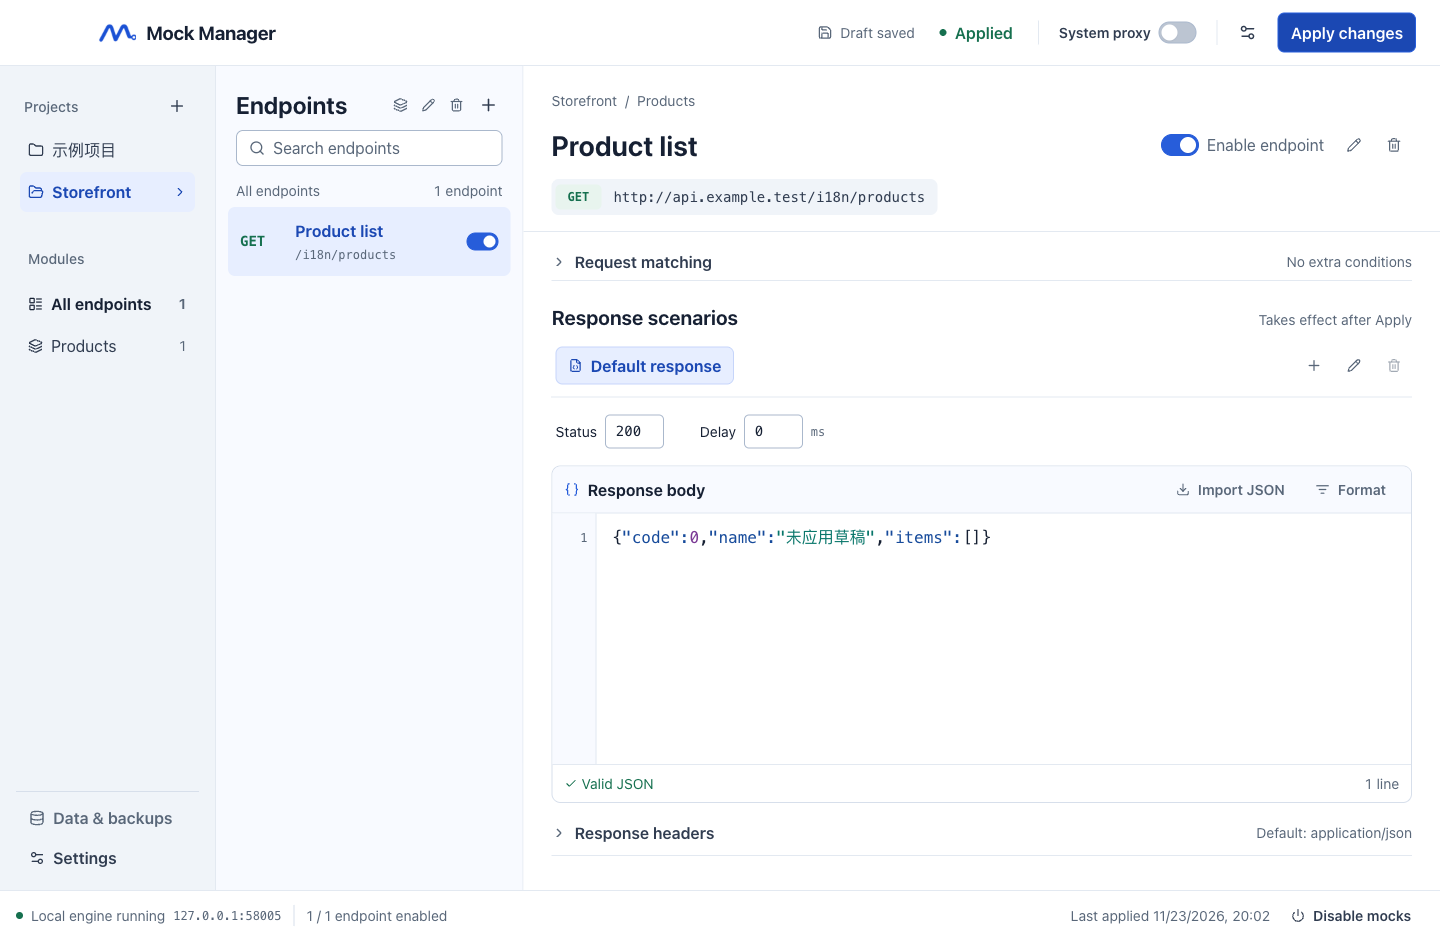 Mock Manager
Draft saved
Applied
System proxy
Apply changes
Projects
示例项目
Storefront
Modules
All endpoints 1
Products 1
Data & backups
Settings
Endpoints
Search endpoints
All endpoints 1 endpoint
GET
Product list
/i18n/products
Storefront / Products
Product list
Enable endpoint
GET http://api.example.test/i18n/products
Request matching No extra conditions
Response scenarios Takes effect after Apply
Default response
Status 200 Delay 0 ms
{} Response body Import JSON Format
1 {"code":0,"name":"未应用草稿","items":[]}
Valid JSON 1 line
Response headers Default: application/json
Local engine running 127.0.0.1:58005 1 / 1 endpoint enabled Last applied 11/23/2026, 20:02 Disable mocks